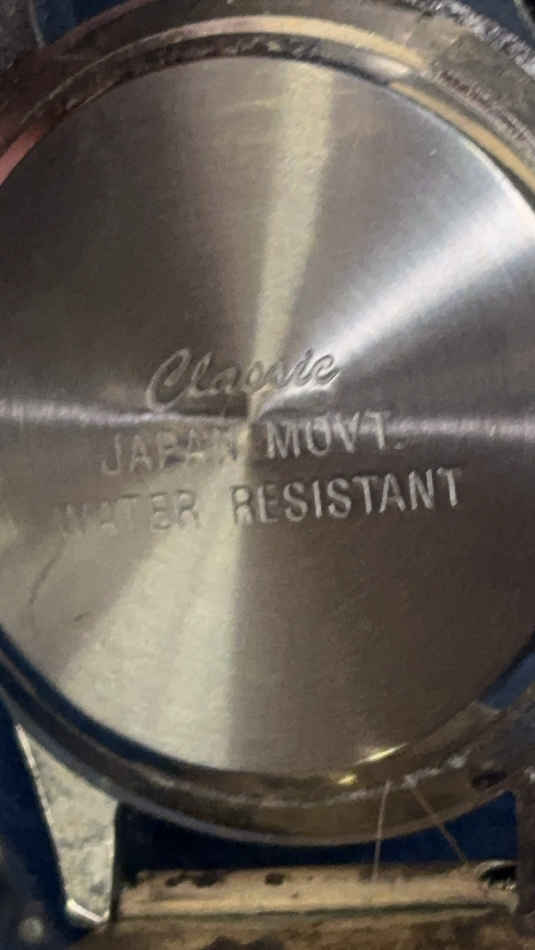 Classic
JAPAN MOVT.
WATER RESISTANT